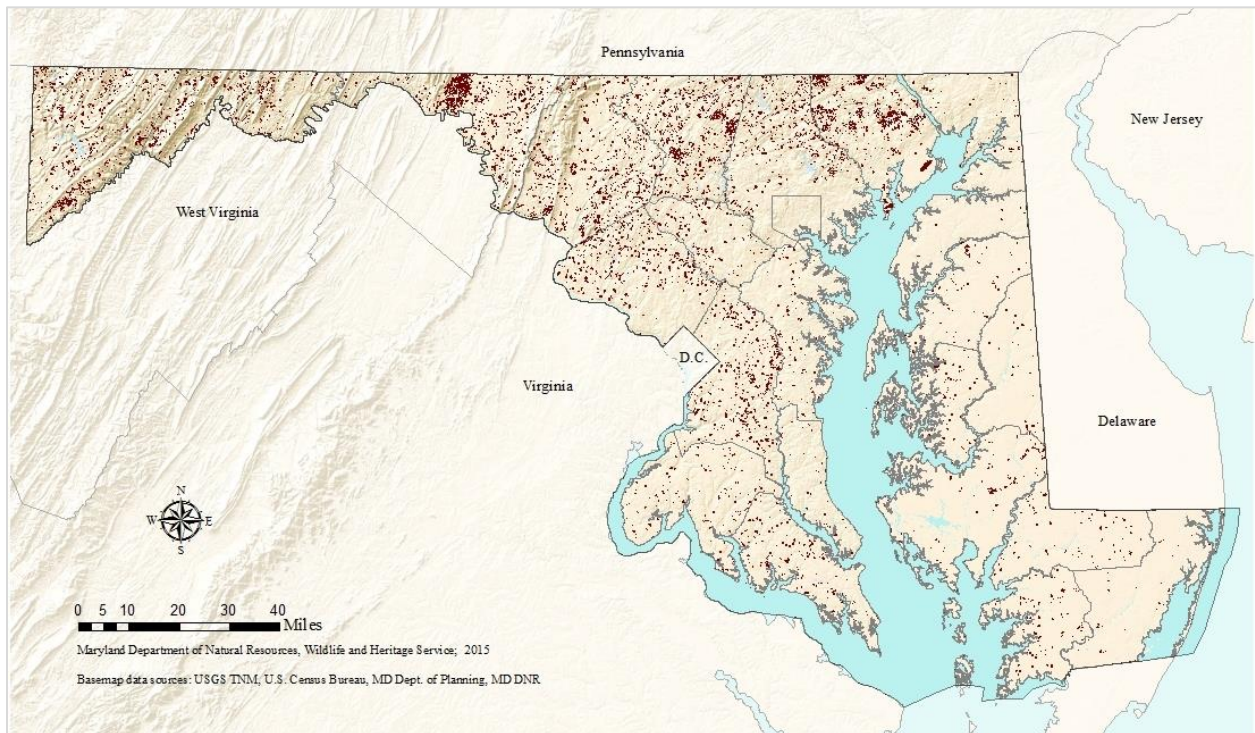 Pennsylvania
New Jersey
West Virginia
D.C.
Virginia
Delaware
N
W E
S
0 5 10 20 30 40
Miles
Maryland Department of Natural Resources, Wildlife and Heritage Service; 2015
Basemap data sources: USGS TNM, U.S. Census Bureau, MD Dept. of Planning, MD DNR